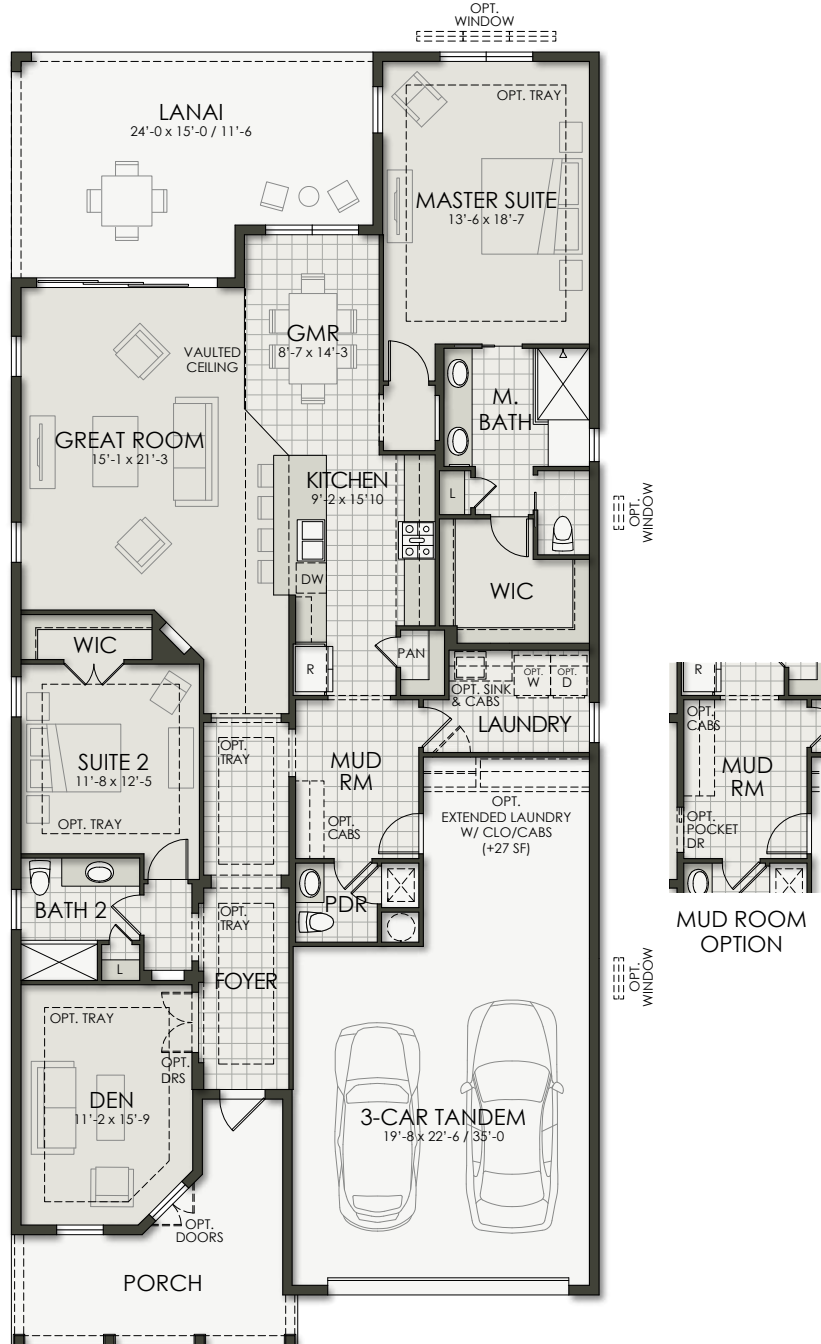 OPT.
WINDOW
LANAI
24'-0 x 15'-0 / 11'-6
OPT. TRAY
MASTER SUITE
13'-6 x 18'-7
GMR
8'-7 x 14'-3
VAULTED
CEILING
GREAT ROOM
15'-1 x 21'-3
M.
BATH
KITCHEN
9'-2 x 15'10
L
OPT.
WINDOW
DW
WIC
WIC
PAN
R
OPT. SINK
& CABS
OPT.
W
OPT.
D
LAUNDRY
SUITE 2
11'-8 x 12'-5
OPT. TRAY
OPT.
TRAY
MUD
RM
OPT.
CABS
OPT.
EXTENDED LAUNDRY
W/ CLO/CABS
(+27 SF)
R
OPT.
CABS
MUD
RM
OPT.
POCKET
DR
MUD ROOM
OPTION
BATH 2
L
OPT.
TRAY
FOYER
PDR
OPT.
WINDOW
OPT. TRAY
OPT.
DRS
DEN
11'-2 x 15'-9
3-CAR TANDEM
19'-8 x 22'-6 / 35'-0
OPT.
DOORS
PORCH